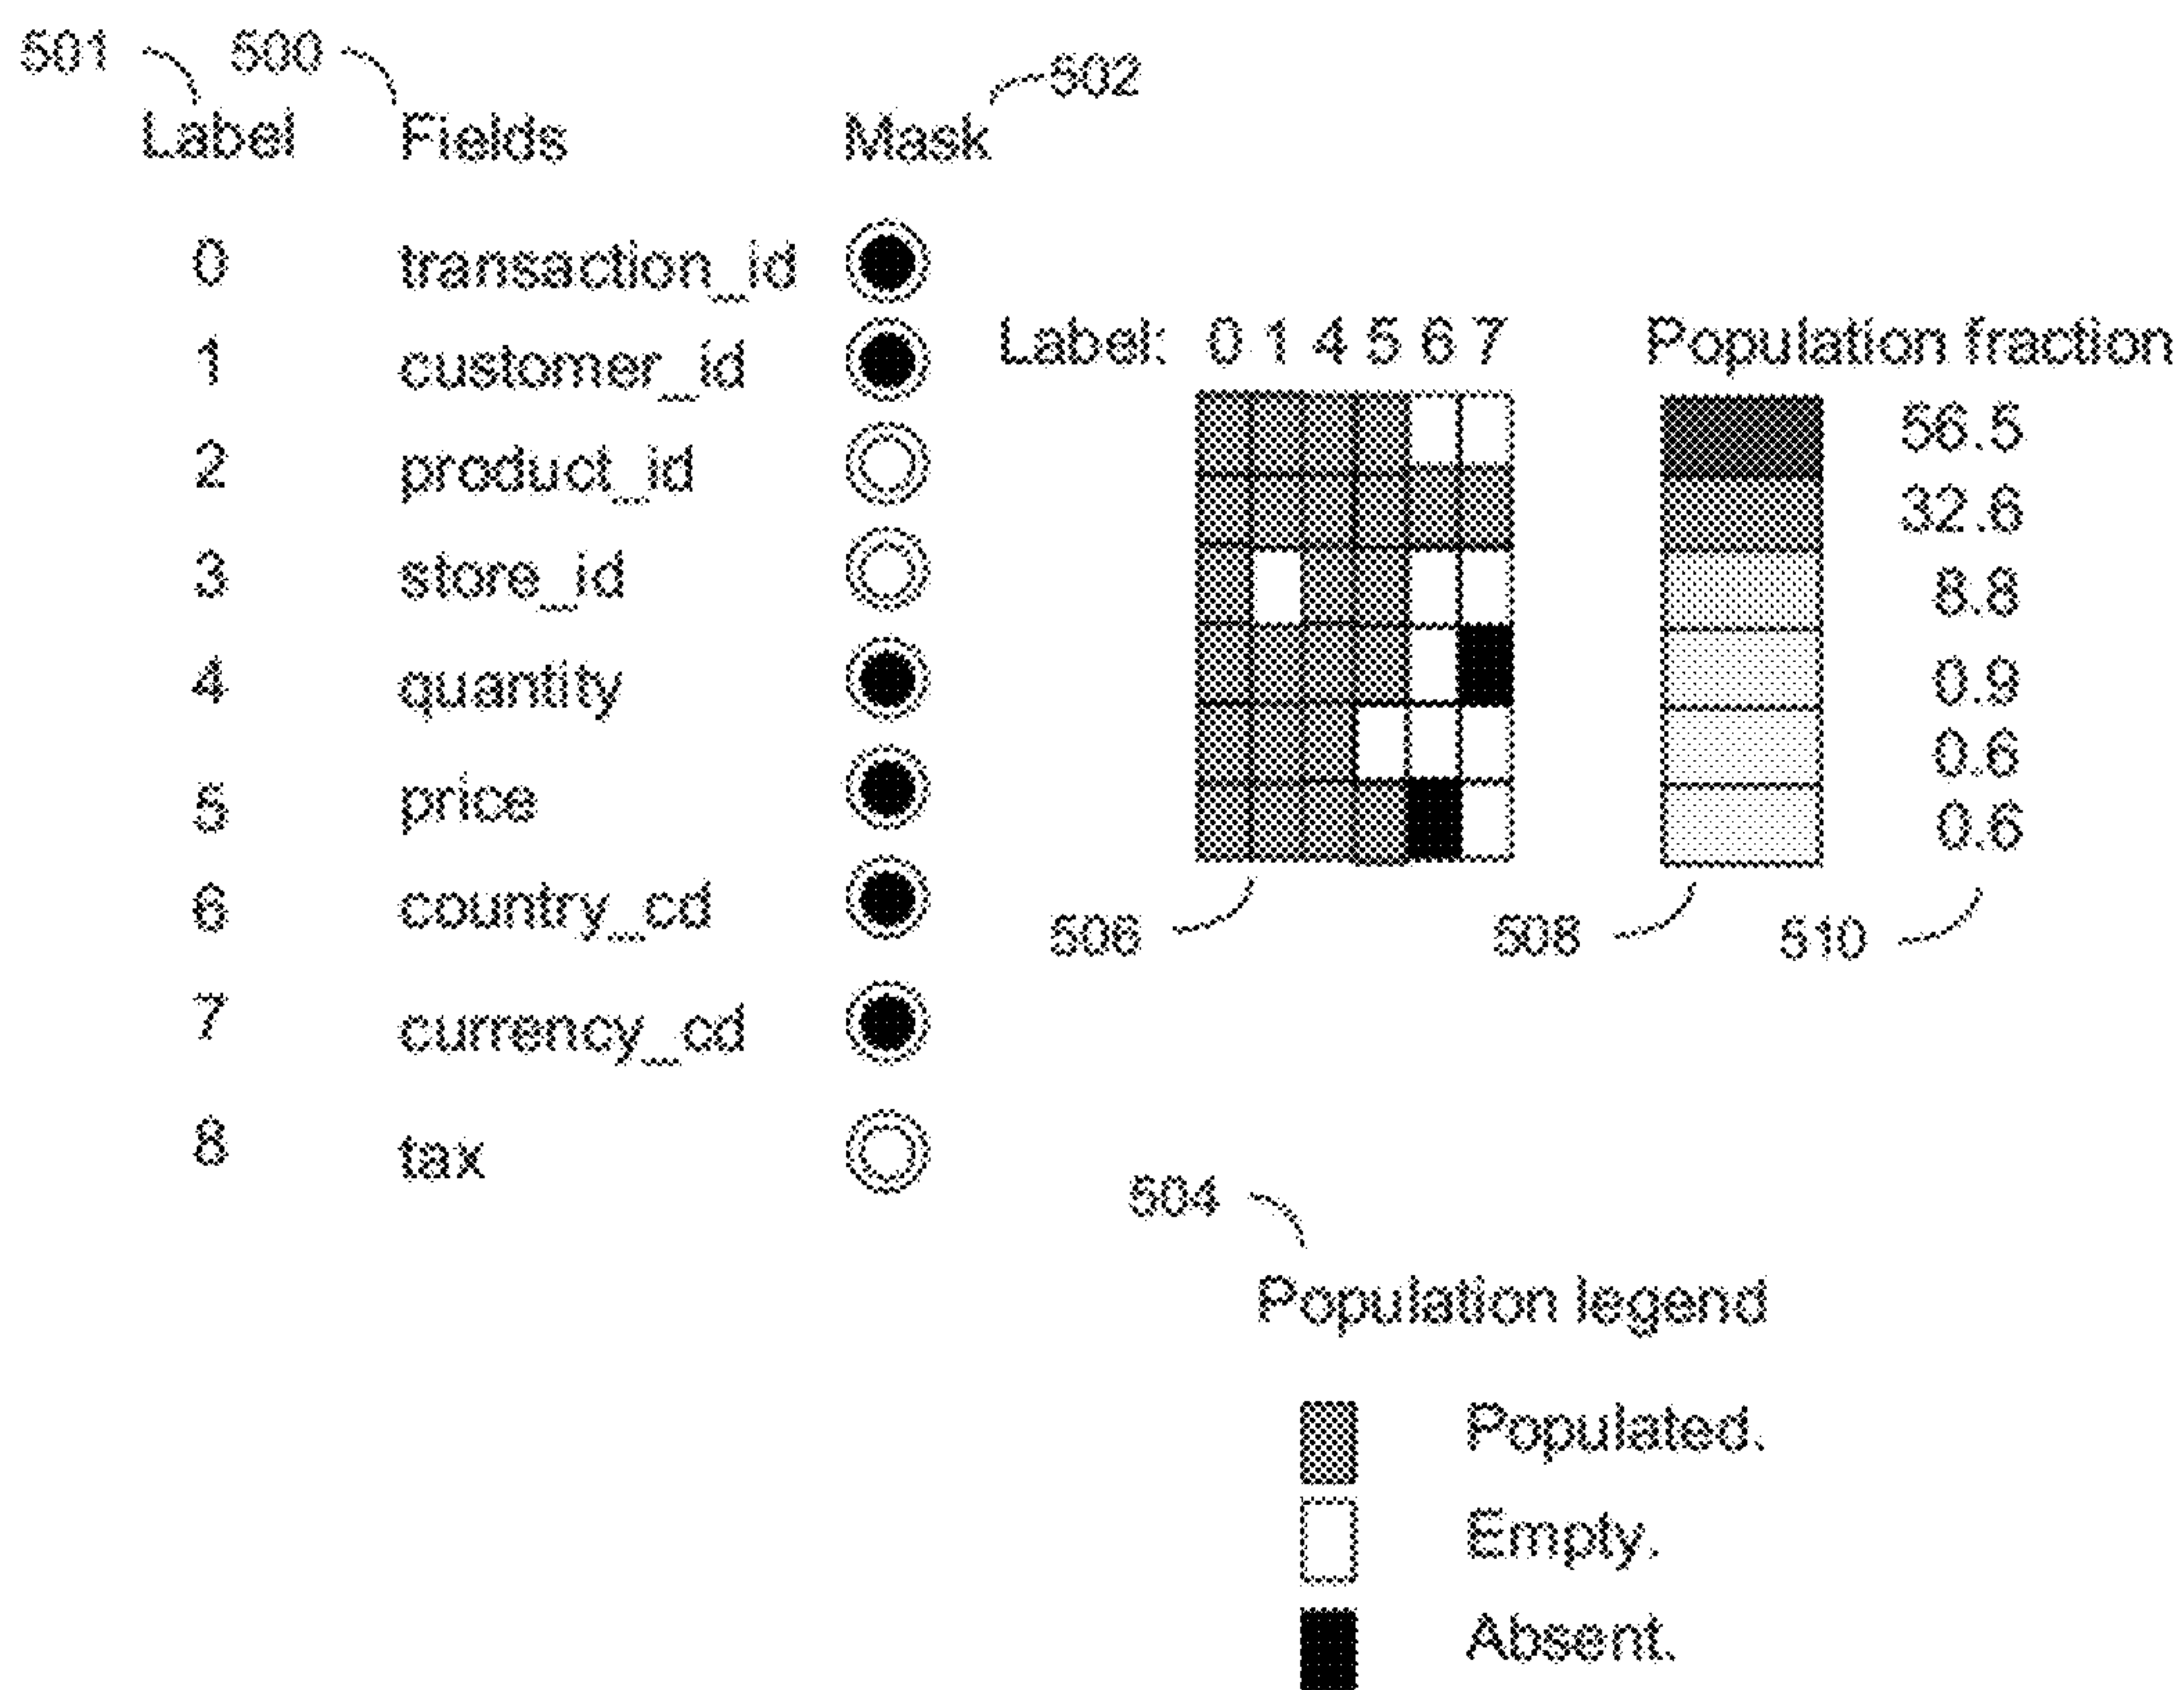 501 500 502
Label Fields Mask
0 transaction_id
1 customer_id
2 product_id
3 store_id
4 quantity
5 price
6 country_cd
7 currency_cd
8 tax
Label: 0 1 4 5 6 7
Population fraction
56.5
32.6
8.8
0.9
0.6
0.6
506 508 510
504
Population legend
Populated.
Empty.
Absent.